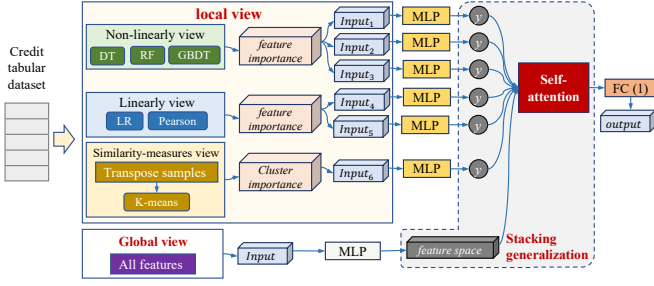 Credit
tabular
dataset
local view
Non-linearly view
DT RF GBDT
feature
importance
Input1
Input2
Input3
MLP
MLP
MLP
y
y
y
Linearly view
LR Pearson
feature
importance
Input4
Input5
MLP
MLP
y
y
Similarity-measures view
Transpose samples
K-means
Cluster
importance
Input6
MLP
y
Self-
attention
FC (1)
output
Global view
All features
Input
MLP
feature space
Stacking
generalization